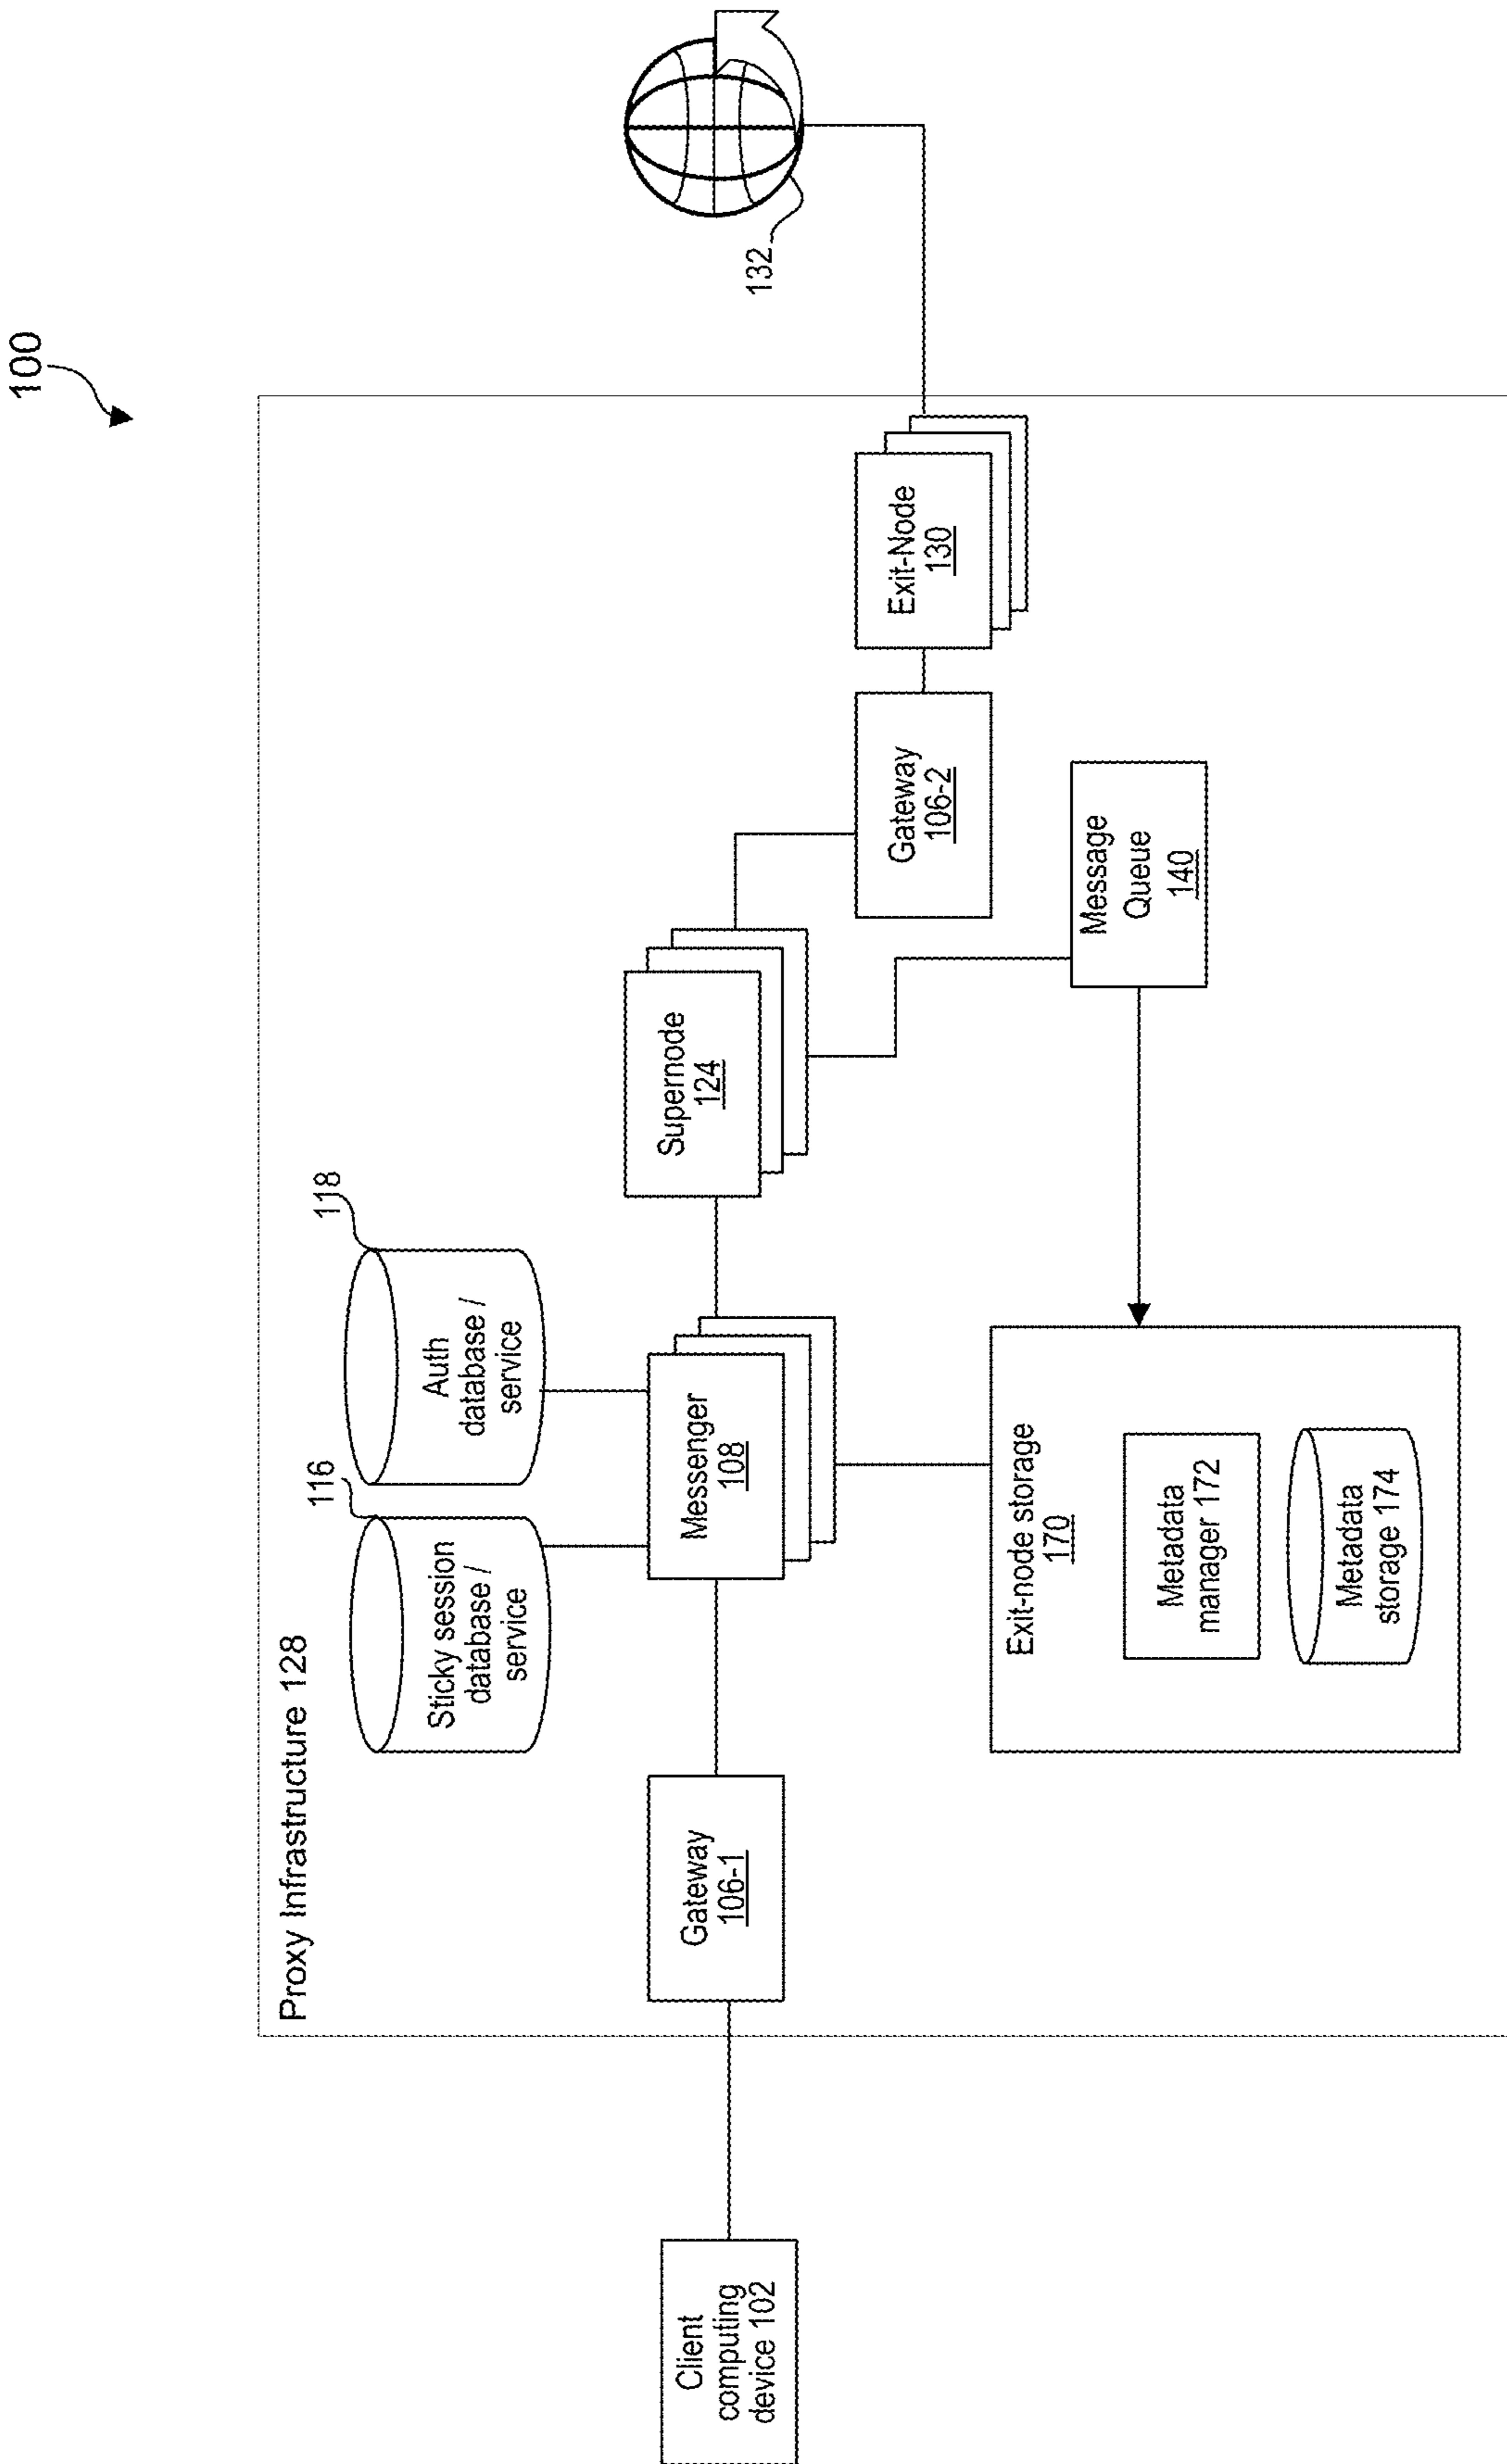 100
Proxy Infrastructure 128
116
118
Sticky session
database /
service
Auth
database /
service
132
Client
computing
device 102
Gateway
106-1
Messenger
108
Supernode
124
Gateway
106-2
Exit-Node
130
Exit-node storage
170
Metadata
manager 172
Metadata
storage 174
Message
Queue
140